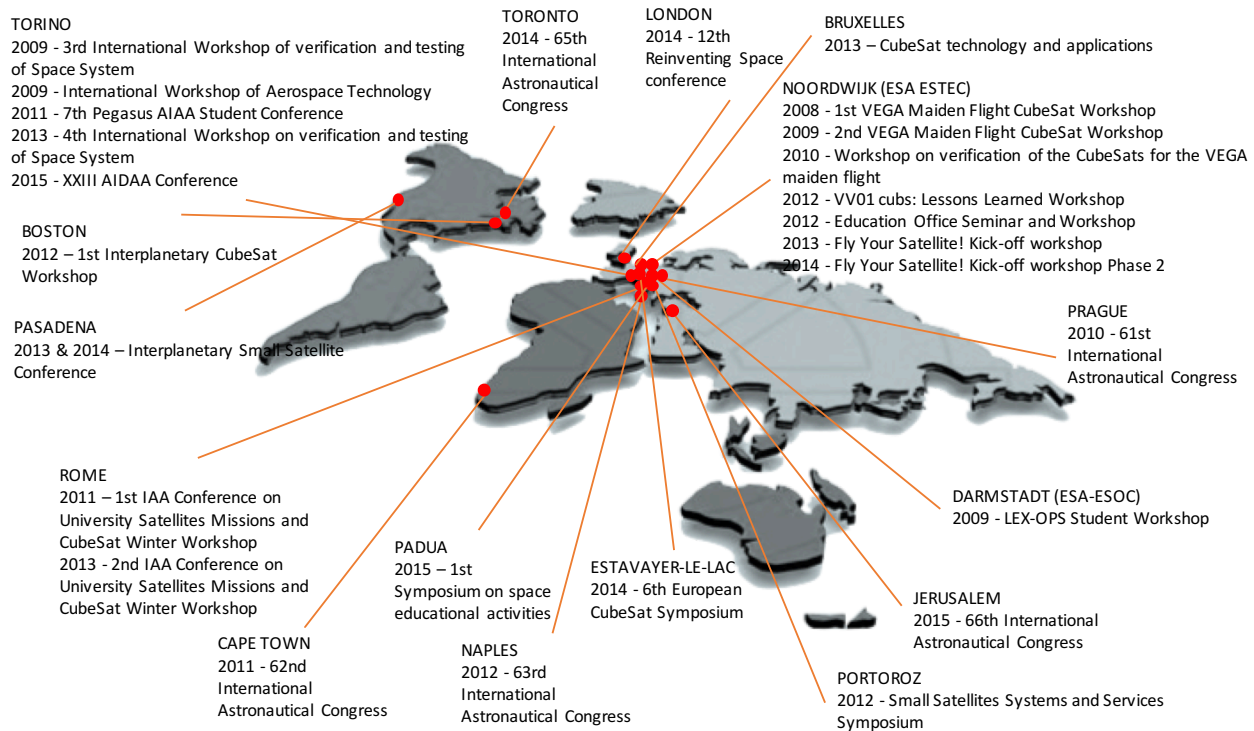 TORINO
2009 - 3rd International Workshop of verification and testing
of Space System
2009 - International Workshop of Aerospace Technology
2011 - 7th Pegasus AIAA Student Conference
2013 - 4th International Workshop on verification and testing
of Space System
2015 - XXIII AIDAA Conference
TORONTO
2014 - 65th
International
Astronautical
Congress
LONDON
2014 - 12th
Reinventing Space
conference
BRUXELLES
2013 – CubeSat technology and applications
NOORDWIJK (ESA ESTEC)
2008 - 1st VEGA Maiden Flight CubeSat Workshop
2009 - 2nd VEGA Maiden Flight CubeSat Workshop
2010 - Workshop on verification of the CubeSats for the VEGA
maiden flight
2012 - VV01 cubs: Lessons Learned Workshop
2012 - Education Office Seminar and Workshop
2013 - Fly Your Satellite! Kick-off workshop
2014 - Fly Your Satellite! Kick-off workshop Phase 2
BOSTON
2012 – 1st Interplanetary CubeSat
Workshop
PASADENA
2013 & 2014 – Interplanetary Small Satellite
Conference
PRAGUE
2010 - 61st
International
Astronautical Congress
ROME
2011 – 1st IAA Conference on
University Satellites Missions and
CubeSat Winter Workshop
2013 - 2nd IAA Conference on
University Satellites Missions and
CubeSat Winter Workshop
PADUA
2015 – 1st
Symposium on space
educational activities
ESTAVAYER-LE-LAC
2014 - 6th European
CubeSat Symposium
DARMSTADT (ESA-ESOC)
2009 - LEX-OPS Student Workshop
JERUSALEM
2015 - 66th International
Astronautical Congress
CAPE TOWN
2011 - 62nd
International
Astronautical Congress
NAPLES
2012 - 63rd
International
Astronautical Congress
PORTOROZ
2012 - Small Satellites Systems and Services
Symposium